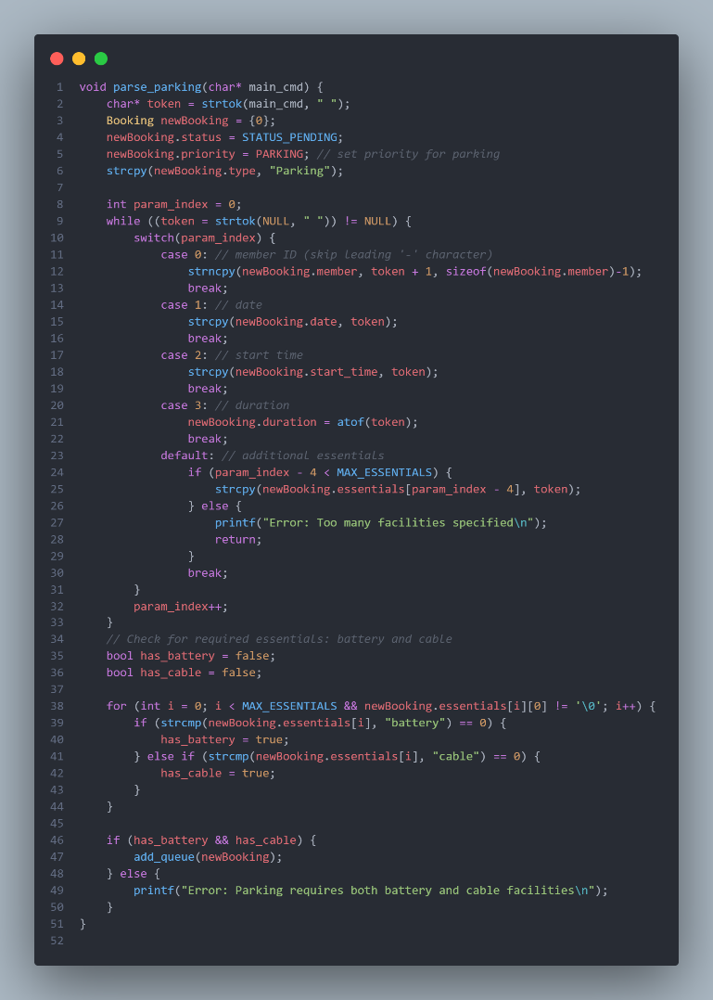 1 void parse_parking(char* main_cmd) {
2     char* token = strtok(main_cmd, " ");
3     Booking newBooking = {0};
4     newBooking.status = STATUS_PENDING;
5     newBooking.priority = PARKING; // set priority for parking
6     strcpy(newBooking.type, "Parking");
7
8     int param_index = 0;
9     while ((token = strtok(NULL, " ")) != NULL) {
10         switch(param_index) {
11             case 0: // member ID (skip leading '-' character)
12                 strncpy(newBooking.member, token + 1, sizeof(newBooking.member)-1);
13                 break;
14             case 1: // date
15                 strcpy(newBooking.date, token);
16                 break;
17             case 2: // start time
18                 strcpy(newBooking.start_time, token);
19                 break;
20             case 3: // duration
21                 newBooking.duration = atof(token);
22                 break;
23             default: // additional essentials
24                 if (param_index - 4 < MAX_ESSENTIALS) {
25                     strcpy(newBooking.essentials[param_index - 4], token);
26                 } else {
27                     printf("Error: Too many facilities specified\n");
28                     return;
29                 }
30                 break;
31         }
32         param_index++;
33     }
34     // Check for required essentials: battery and cable
35     bool has_battery = false;
36     bool has_cable = false;
37
38     for (int i = 0; i < MAX_ESSENTIALS && newBooking.essentials[i][0] != '\0'; i++) {
39         if (strcmp(newBooking.essentials[i], "battery") == 0) {
40             has_battery = true;
41         } else if (strcmp(newBooking.essentials[i], "cable") == 0) {
42             has_cable = true;
43         }
44     }
45
46     if (has_battery && has_cable) {
47         add_queue(newBooking);
48     } else {
49         printf("Error: Parking requires both battery and cable facilities\n");
50     }
51 }
52